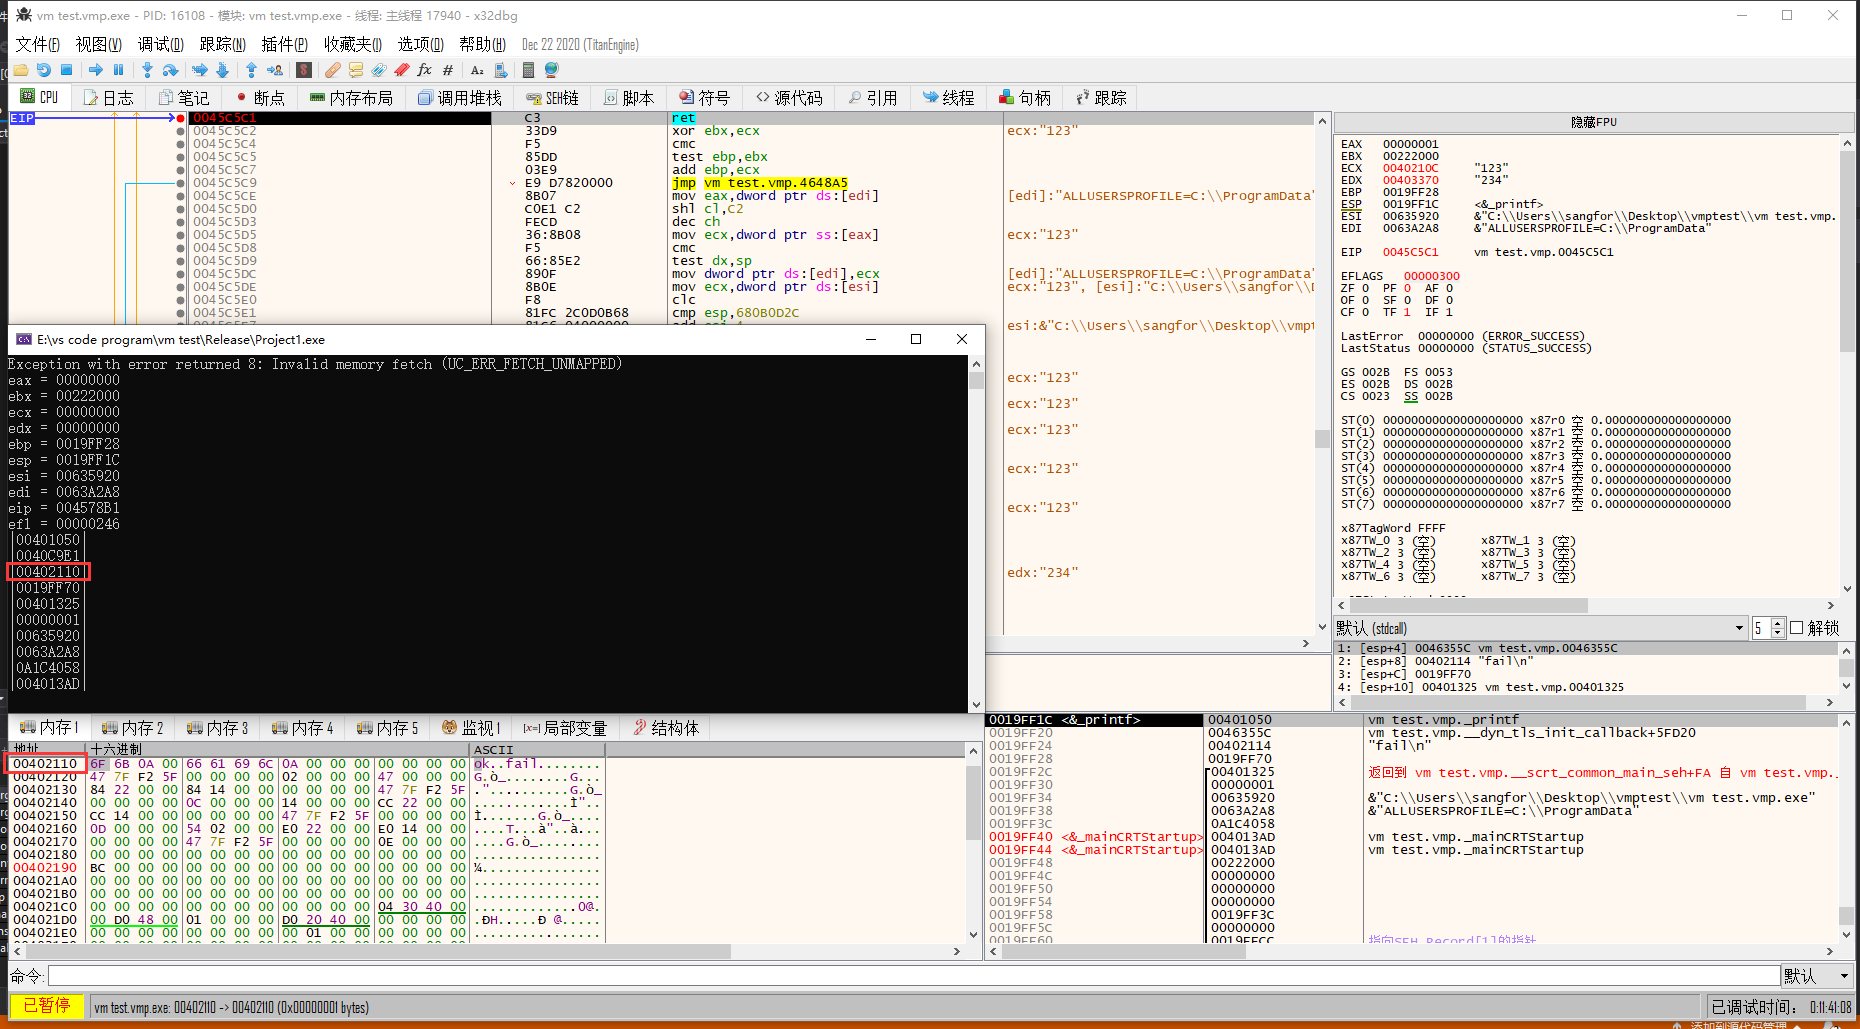 vm test.vmp.exe - PID: 16108 - 模块: vm test.vmp.exe - 线程: 主线程 17940 - x32dbg
文件(F) 视图(V) 调试(D) 跟踪(N) 插件(P) 收藏夹(I) 选项(O) 帮助(H) Dec 22 2020 (TitanEngine)
CPU 日志 笔记 断点 内存布局 调用堆栈 SEH链 脚本 符号 源代码 引用 线程 句柄 跟踪
EIP 0045C5C1 C3 ret
0045C5C2 33D9 xor ebx,ecx ecx:"123"
0045C5C4 F5 cmc
0045C5C5 85DD test ebp,ebx
0045C5C7 03E9 add ebp,ecx
0045C5C9 E9 D7820000 jmp vm test.vmp.4648A5
0045C5CE 8B07 mov eax,dword ptr ds:[edi] [edi]:"ALLUSERSPROFILE=C:\\ProgramData"
0045C5D0 C0E1 C2 shl cl,C2
0045C5D3 FECD dec ch
0045C5D5 36:8B08 mov ecx,dword ptr ss:[eax] ecx:"123"
0045C5D8 F5 cmc
0045C5D9 66:85E2 test dx,sp
0045C5DC 890F mov dword ptr ds:[edi],ecx [edi]:"ALLUSERSPROFILE=C:\\ProgramData"
0045C5DE 8B0E mov ecx,dword ptr ds:[esi] ecx:"123", [esi]:"C:\\Users\\sangfor\\
0045C5E0 F8 clc
0045C5E1 81FC 2C0D0B68 cmp esp,680B0D2C
esi:&"C:\\Users\\sangfor\\Desktop\\vmpt
ecx:"123"
ecx:"123"
ecx:"123"
ecx:"123"
ecx:"123"
edx:"234"
隐藏FPU
EAX 00000001
EBX 00222000
ECX 0040210C "123"
EDX 00403370 "234"
EBP 0019FF28
ESP 0019FF1C <&_printf>
ESI 00635920 &"C:\\Users\\sangfor\\Desktop\\vmptest\\vm test.vmp.
EDI 0063A2A8 &"ALLUSERSPROFILE=C:\\ProgramData"
EIP 0045C5C1 vm test.vmp.0045C5C1
EFLAGS 00000300
ZF 0 PF 0 AF 0
OF 0 SF 0 DF 0
CF 0 TF 1 IF 1
LastError 00000000 (ERROR_SUCCESS)
LastStatus 00000000 (STATUS_SUCCESS)
GS 002B FS 0053
ES 002B DS 002B
CS 0023 SS 002B
ST(0) 00000000000000000000 x87r0 空 0.000000000000000000
ST(1) 00000000000000000000 x87r1 空 0.000000000000000000
ST(2) 00000000000000000000 x87r2 空 0.000000000000000000
ST(3) 00000000000000000000 x87r3 空 0.000000000000000000
ST(4) 00000000000000000000 x87r4 空 0.000000000000000000
ST(5) 00000000000000000000 x87r5 空 0.000000000000000000
ST(6) 00000000000000000000 x87r6 空 0.000000000000000000
ST(7) 00000000000000000000 x87r7 空 0.000000000000000000
x87TagWord FFFF
x87TW_0 3 (空) x87TW_1 3 (空)
x87TW_2 3 (空) x87TW_3 3 (空)
x87TW_4 3 (空) x87TW_5 3 (空)
x87TW_6 3 (空) x87TW_7 3 (空)
默认 (stdcall) 5 解锁
1: [esp+4] 0046355C vm test.vmp.0046355C
2: [esp+8] 00402114 "fail\n"
3: [esp+C] 0019FF70
4: [esp+10] 00401325 vm test.vmp.00401325
E:\vs code program\vm test\Release\Project1.exe
Exception with error returned 8: Invalid memory fetch (UC_ERR_FETCH_UNMAPPED)
eax = 00000000
ebx = 00222000
ecx = 00000000
edx = 00000000
ebp = 0019FF28
esp = 0019FF1C
esi = 00635920
edi = 0063A2A8
eip = 004578B1
efl = 00000246
|00401050|
|0040C9E1|
|00402110|
|0019FF70|
|00401325|
|00000001|
|00635920|
|0063A2A8|
|0A1C4058|
|004013AD|
内存1 内存2 内存3 内存4 内存5 监视1 局部变量 结构体
地址 十六进制 ASCII
00402110 6F 6B 0A 00 66 61 69 6C 0A 00 00 00 00 00 00 00 ok..fail........
00402120 47 7F F2 5F 00 00 00 00 02 00 00 00 47 00 00 00 G.ò_........G...
00402130 84 22 00 00 84 14 00 00 00 00 00 00 47 7F F2 5F ."..........G.ò_
00402140 00 00 00 00 0C 00 00 00 14 00 00 00 CC 22 00 00 ............Ì"..
00402150 CC 14 00 00 00 00 00 00 47 7F F2 5F 00 00 00 00 Ì.......G.ò_....
00402160 0D 00 00 00 54 02 00 00 E0 22 00 00 E0 14 00 00 ....T...à"..à...
00402170 00 00 00 00 47 7F F2 5F 00 00 00 00 0E 00 00 00 ....G.ò_........
00402180 00 00 00 00 00 00 00 00 00 00 00 00 00 00 00 00 ................
00402190 BC 00 00 00 00 00 00 00 00 00 00 00 00 00 00 00 ¼...............
004021A0 00 00 00 00 00 00 00 00 00 00 00 00 00 00 00 00 ................
004021B0 00 00 00 00 00 00 00 00 00 00 00 00 00 00 00 00 ................
004021C0 00 00 00 00 00 00 00 00 00 00 00 00 04 30 40 00 .............0@.
004021D0 00 D0 48 00 01 00 00 00 D0 20 40 00 00 00 00 00 .ÐH.....Ð @.....
004021E0 00 00 00 00 00 00 00 00 00 01 00 00 00 00 00 00 ................
0019FF1C <&_printf> 00401050 vm test.vmp._printf
0019FF20 0046355C vm test.vmp.__dyn_tls_init_callback+5FD20
0019FF24 00402114 "fail\n"
0019FF28 0019FF70
0019FF2C 00401325 返回到 vm test.vmp.__scrt_common_main_seh+FA 自 vm test.vmp._
0019FF30 00000001
0019FF34 00635920 &"C:\\Users\\sangfor\\Desktop\\vmptest\\vm test.vmp.exe"
0019FF38 0063A2A8 &"ALLUSERSPROFILE=C:\\ProgramData"
0019FF3C 0A1C4058
0019FF40 <&_mainCRTStartup> 004013AD vm test.vmp._mainCRTStartup
0019FF44 <&_mainCRTStartup> 004013AD vm test.vmp._mainCRTStartup
0019FF48 00222000
0019FF4C 00000000
0019FF50 00000000
0019FF54 00000000
0019FF58 0019FF3C
0019FF5C 00000000
0019FF60 0019FFCC 指向SEH_Record[1]的指针
命令: 默认
已暂停 vm test.vmp.exe: 00402110 -> 00402110 (0x00000001 bytes) 已调试时间: 0:11:41:08
添加到源代码管理